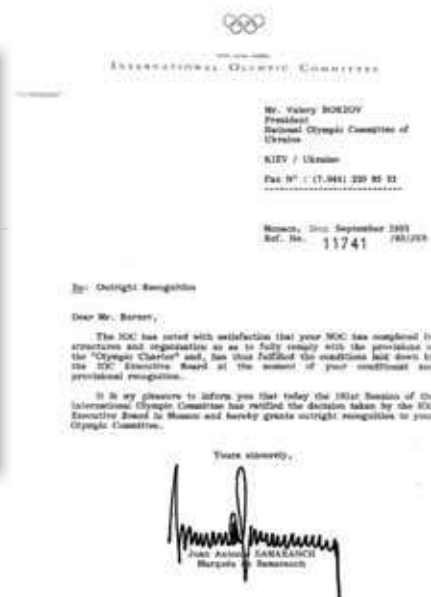 INTERNATIONAL OLYMPIC COMMITTEE
Mr. Valery BORZOV
President
National Olympic Committee of
Ukraine
KIEV / Ukraine
Fax N° : (7.044) 220 05 53
Monaco, September 1993
Ref. No. 11741
Re: Outright Recognition
Dear Mr. Borzov,
The IOC has noted with satisfaction that your NOC has completed
structures and organization so as to fully comply with the provisions
the "Olympic Charter" and, has thus fulfilled the conditions laid down by
the IOC Executive Board at the moment of your conditional and
provisional recognition.
It is my pleasure to inform you that today the 101st Session of the
International Olympic Committee has ratified the decision taken by the IOC
Executive Board in Monaco and hereby grants outright recognition to your
Olympic Committee.
Yours sincerely,
Juan Antonio SAMARANCH
Marqués de Samaranch